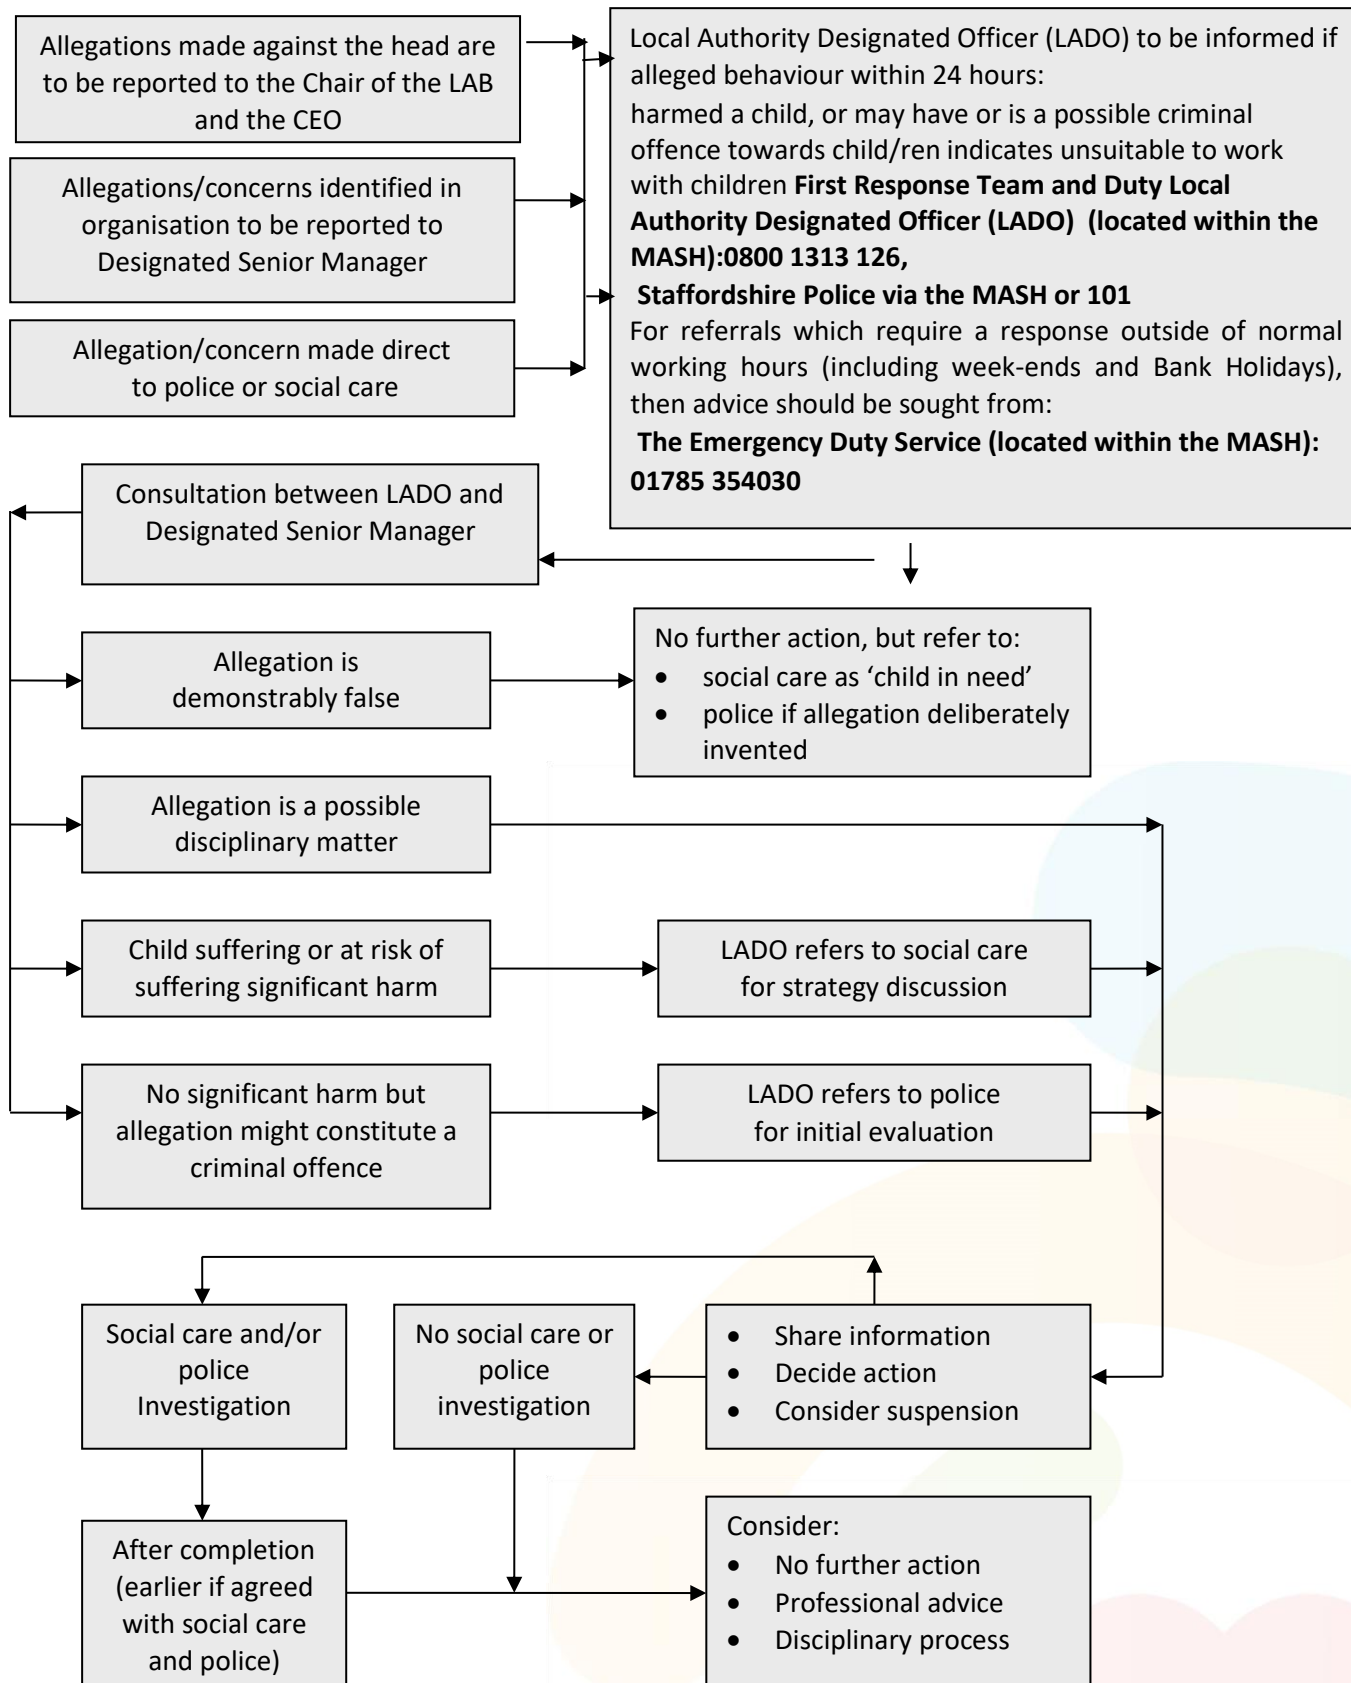 Allegations made against the head are
to be reported to the Chair of the LAB
and the CEO
Allegations/concerns identified in
organisation to be reported to
Designated Senior Manager
Allegation/concern made direct
to police or social care
Local Authority Designated Officer (LADO) to be informed if
alleged behaviour within 24 hours:
harmed a child, or may have or is a possible criminal
offence towards child/ren indicates unsuitable to work
with children First Response Team and Duty Local
Authority Designated Officer (LADO) (located within the
MASH):0800 1313 126,
Staffordshire Police via the MASH or 101
For referrals which require a response outside of normal
working hours (including week-ends and Bank Holidays),
then advice should be sought from:
The Emergency Duty Service (located within the MASH):
01785 354030
Consultation between LADO and
Designated Senior Manager
Allegation is
demonstrably false
No further action, but refer to:
• social care as ‘child in need’
• police if allegation deliberately
invented
Allegation is a possible
disciplinary matter
Child suffering or at risk of
suffering significant harm
LADO refers to social care
for strategy discussion
No significant harm but
allegation might constitute a
criminal offence
LADO refers to police
for initial evaluation
Social care and/or
police
Investigation
No social care or
police
investigation
• Share information
• Decide action
• Consider suspension
After completion
(earlier if agreed
with social care
and police)
Consider:
• No further action
• Professional advice
• Disciplinary process